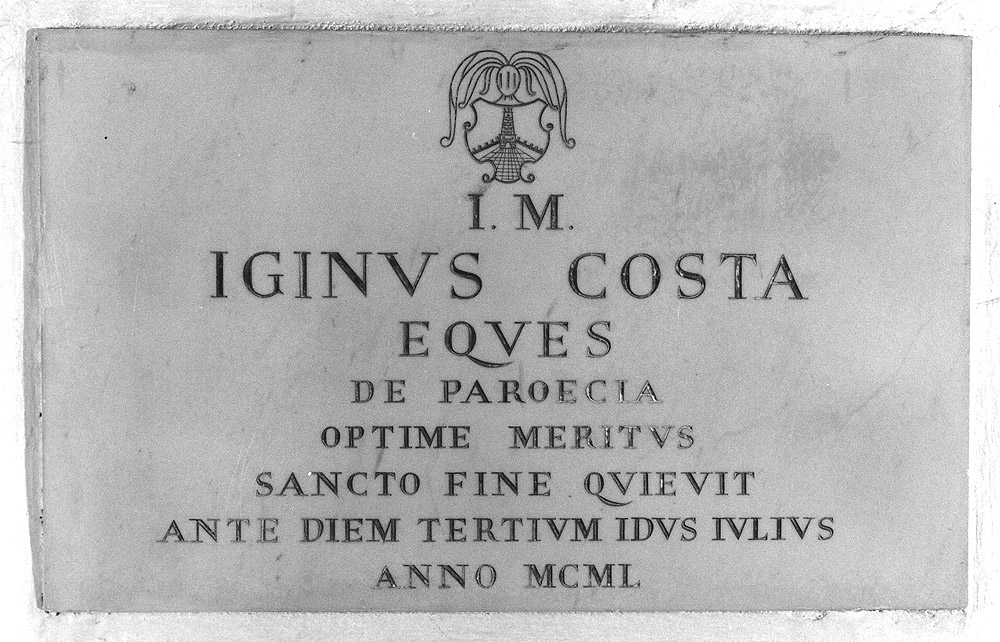 I. M.
IGINVS COSTA
EQVES
DE PAROECIA
OPTIME MERITVS
SANCTO FINE QVIEVIT
ANTE DIEM TERTIVM IDVS IVLIVS
ANNO MCML